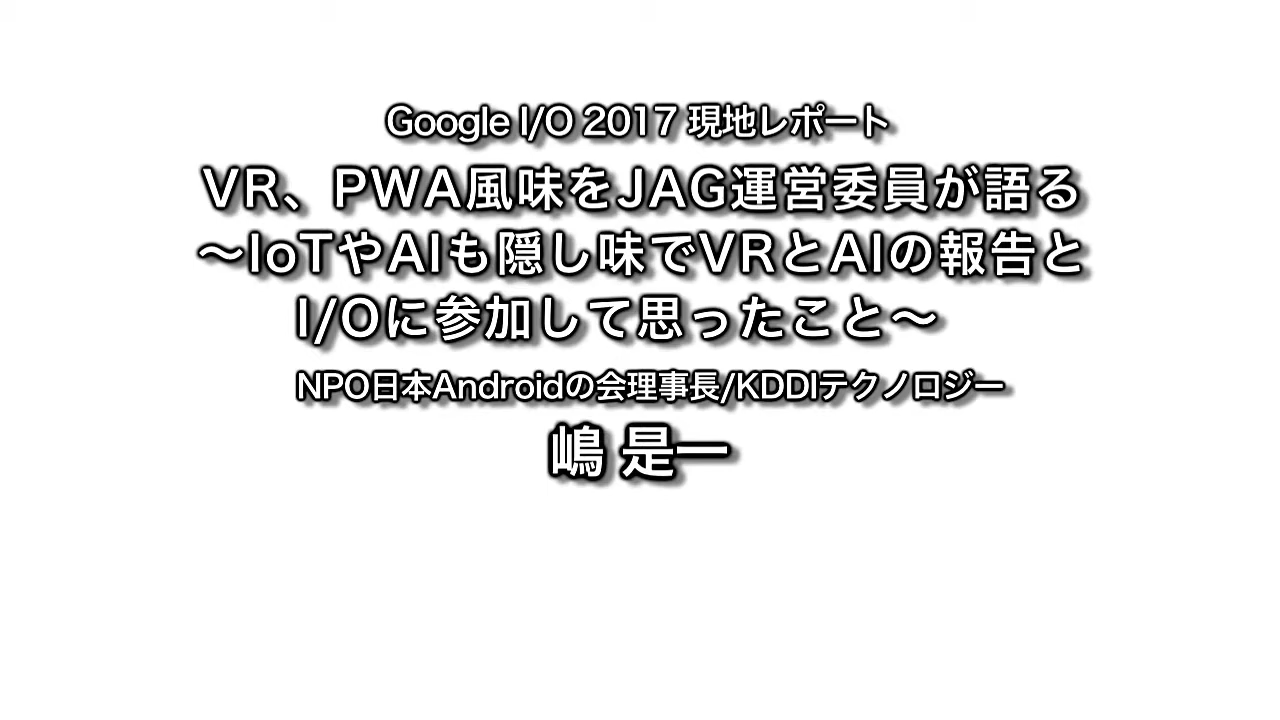 Google I/O 2017 現地レポート
VR、PWA風味をJAG運営委員が語る
～IoTやAIも隠し味でVRとAIの報告と
I/Oに参加して思ったこと～
NPO日本Androidの会理事長/KDDIテクノロジー
嶋 是一